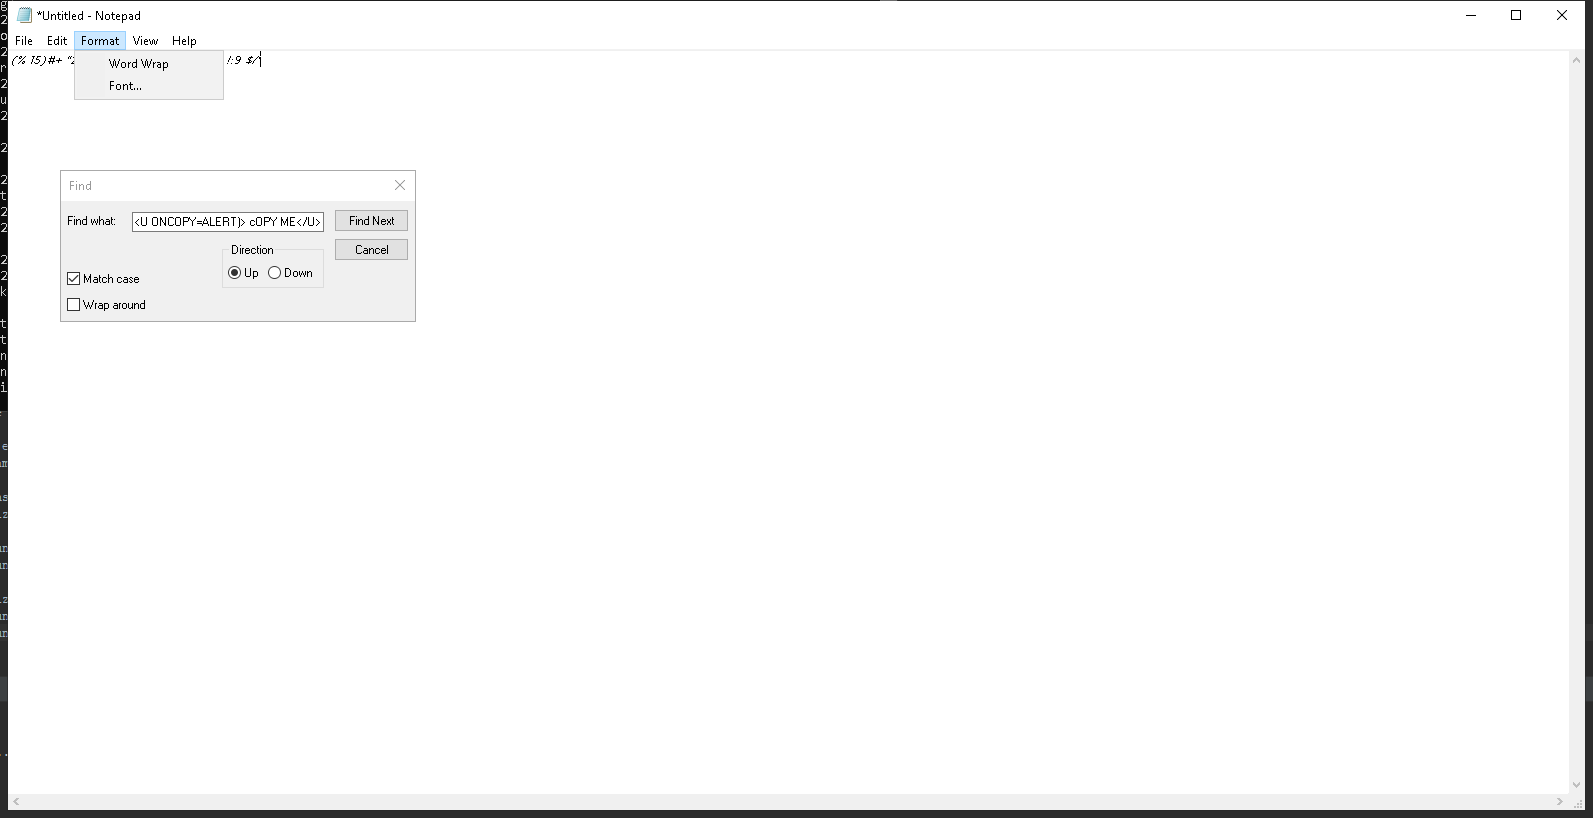 *Untitled - Notepad
File Edit Format View Help
(% 15)#+ "2 !:9 $/
Word Wrap
Font...
Find
Find what: <U ONCOPY=ALERT)> cOPY ME</U> Find Next
Direction Cancel
Up Down
Match case
Wrap around